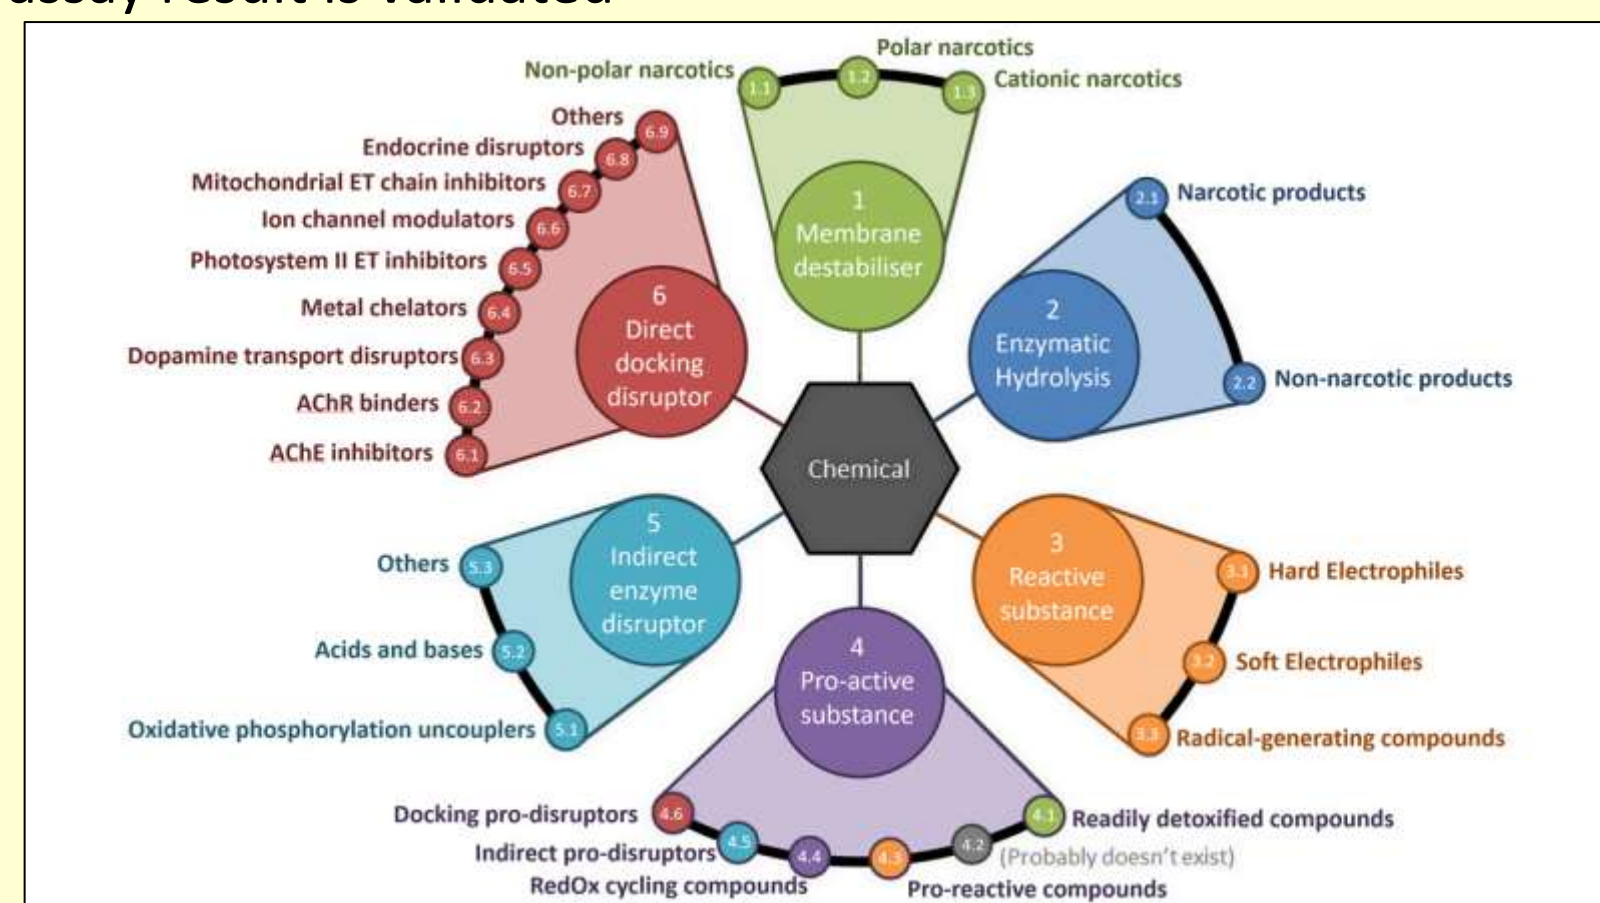 assay result is validated
Polar narcotics
Non-polar narcotics
Cationic narcotics
1.1
1.2
1.3
1
Membrane
destabiliser
Narcotic products
2.1
2
Enzymatic
Hydrolysis
2.2
Non-narcotic products
Chemical
3
Reactive
substance
3.1
Hard Electrophiles
3.2
Soft Electrophiles
3.3
Radical-generating compounds
4
Pro-active
substance
4.1
Readily detoxified compounds
4.2
(Probably doesn't exist)
4.3
Pro-reactive compounds
4.4
RedOx cycling compounds
4.5
Indirect pro-disruptors
4.6
Docking pro-disruptors
5
Indirect
enzyme
disruptor
5.1
Oxidative phosphorylation uncouplers
5.2
Acids and bases
5.3
Others
6
Direct
docking
disruptor
6.1
AChE inhibitors
6.2
AChR binders
6.3
Dopamine transport disruptors
6.4
Metal chelators
6.5
Photosystem II ET inhibitors
6.6
Ion channel modulators
6.7
Mitochondrial ET chain inhibitors
6.8
Endocrine disruptors
6.9
Others